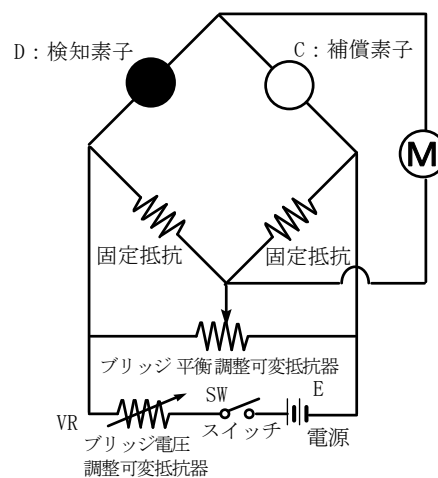 D：検知素子
C：補償素子
M
固定抵抗
固定抵抗
ブリッジ平衡調整可変抵抗器
SW
E
VR
スイッチ
電源
ブリッジ電圧
調整可変抵抗器